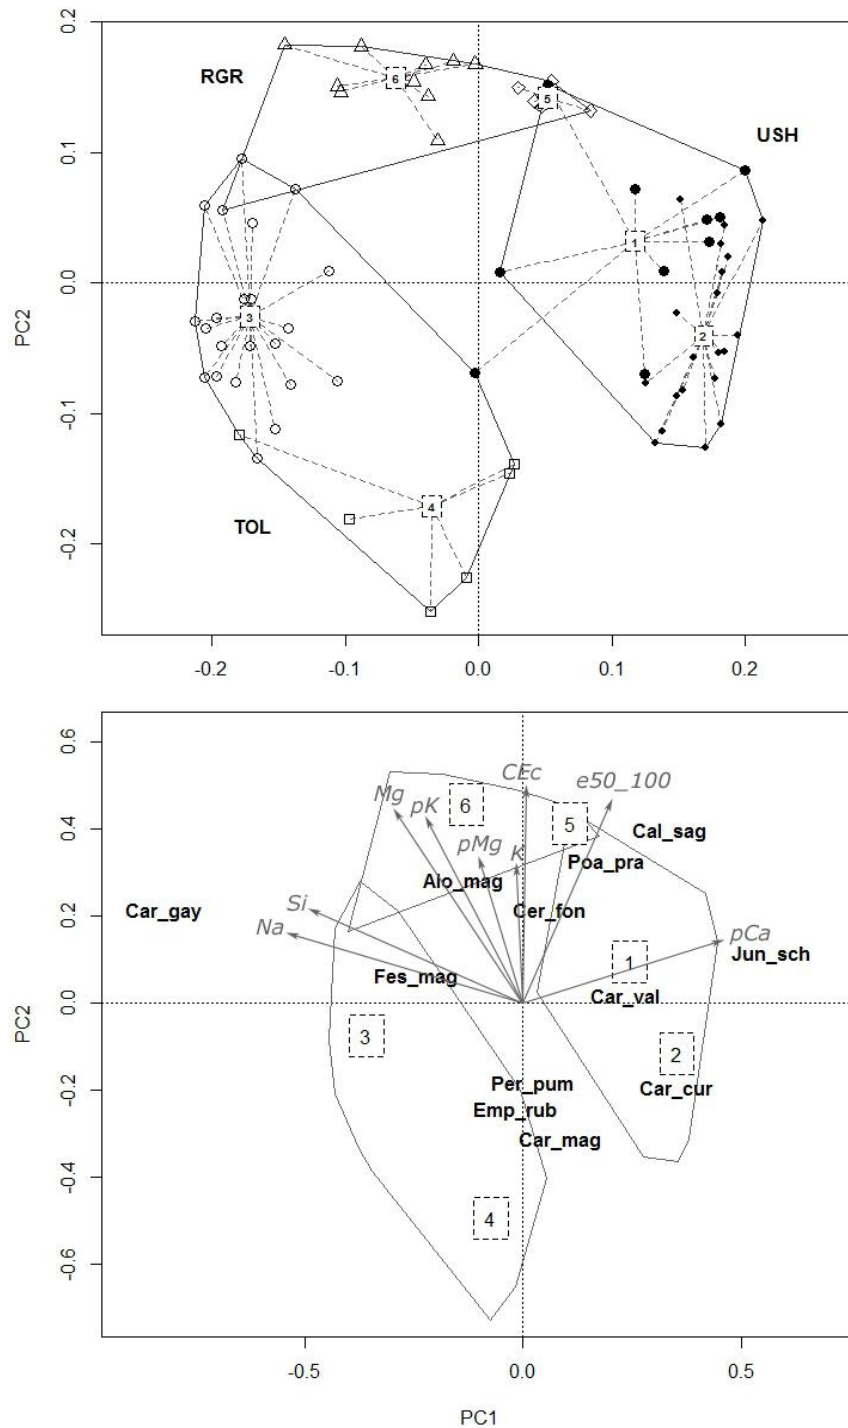 0.2
0.1
0.0
-0.1
-0.2
PC2
RGR
6
5
USH
1
3
2
4
TOL
-0.2 -0.1 0.0 0.1 0.2
0.6
0.4
0.2
0.0
-0.2
-0.4
-0.6
PC2
CEc
e50_100
Mg
pK
6
5
Cal_sag
pMg
K
Poa_pra
Alo_mag
Car_gay
Si
Cer_fon
Na
pCa
Jun_sch
1
Fes_mag
Car_val
3
2
Per_pum
Car_cur
Emp_rub
Car_mag
4
-0.5 0.0 0.5
PC1